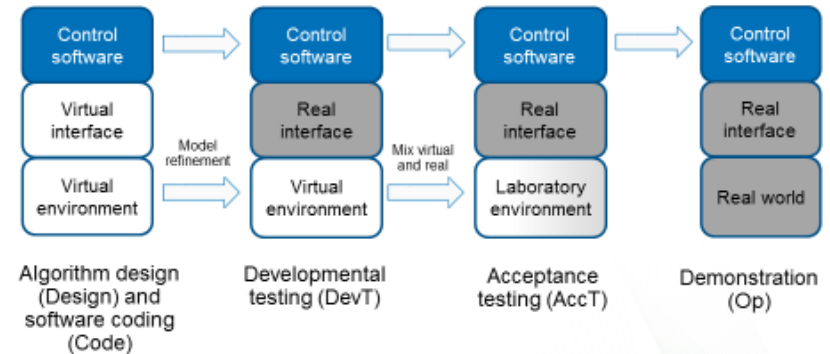 Control
software
Control
software
Control
software
Control
software
Virtual
interface
Real
interface
Real
interface
Real
interface
Model
refinement
Mix virtual
and real
Virtual
environment
Virtual
environment
Laboratory
environment
Real world
Algorithm design
(Design) and
software coding
(Code)
Developmental
testing (DevT)
Acceptance
testing (AccT)
Demonstration
(Op)